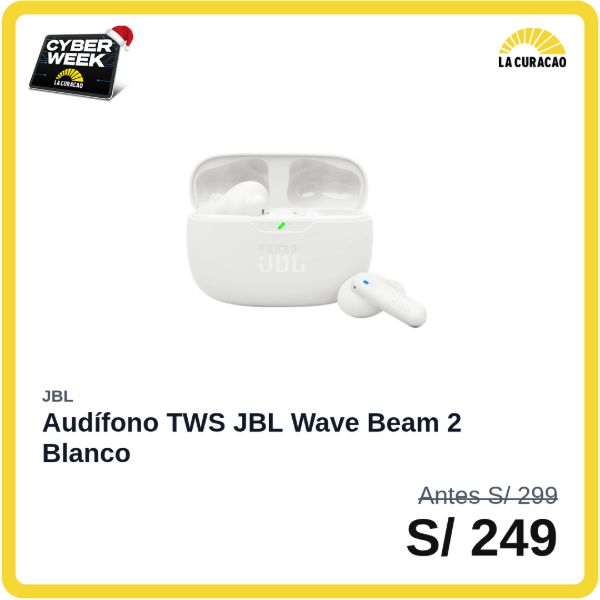 CYBER
WEEK
LA CURACAO
LA CURACAO
JBL
JBL
Audífono TWS JBL Wave Beam 2
Blanco
Antes S/ 299
S/ 249